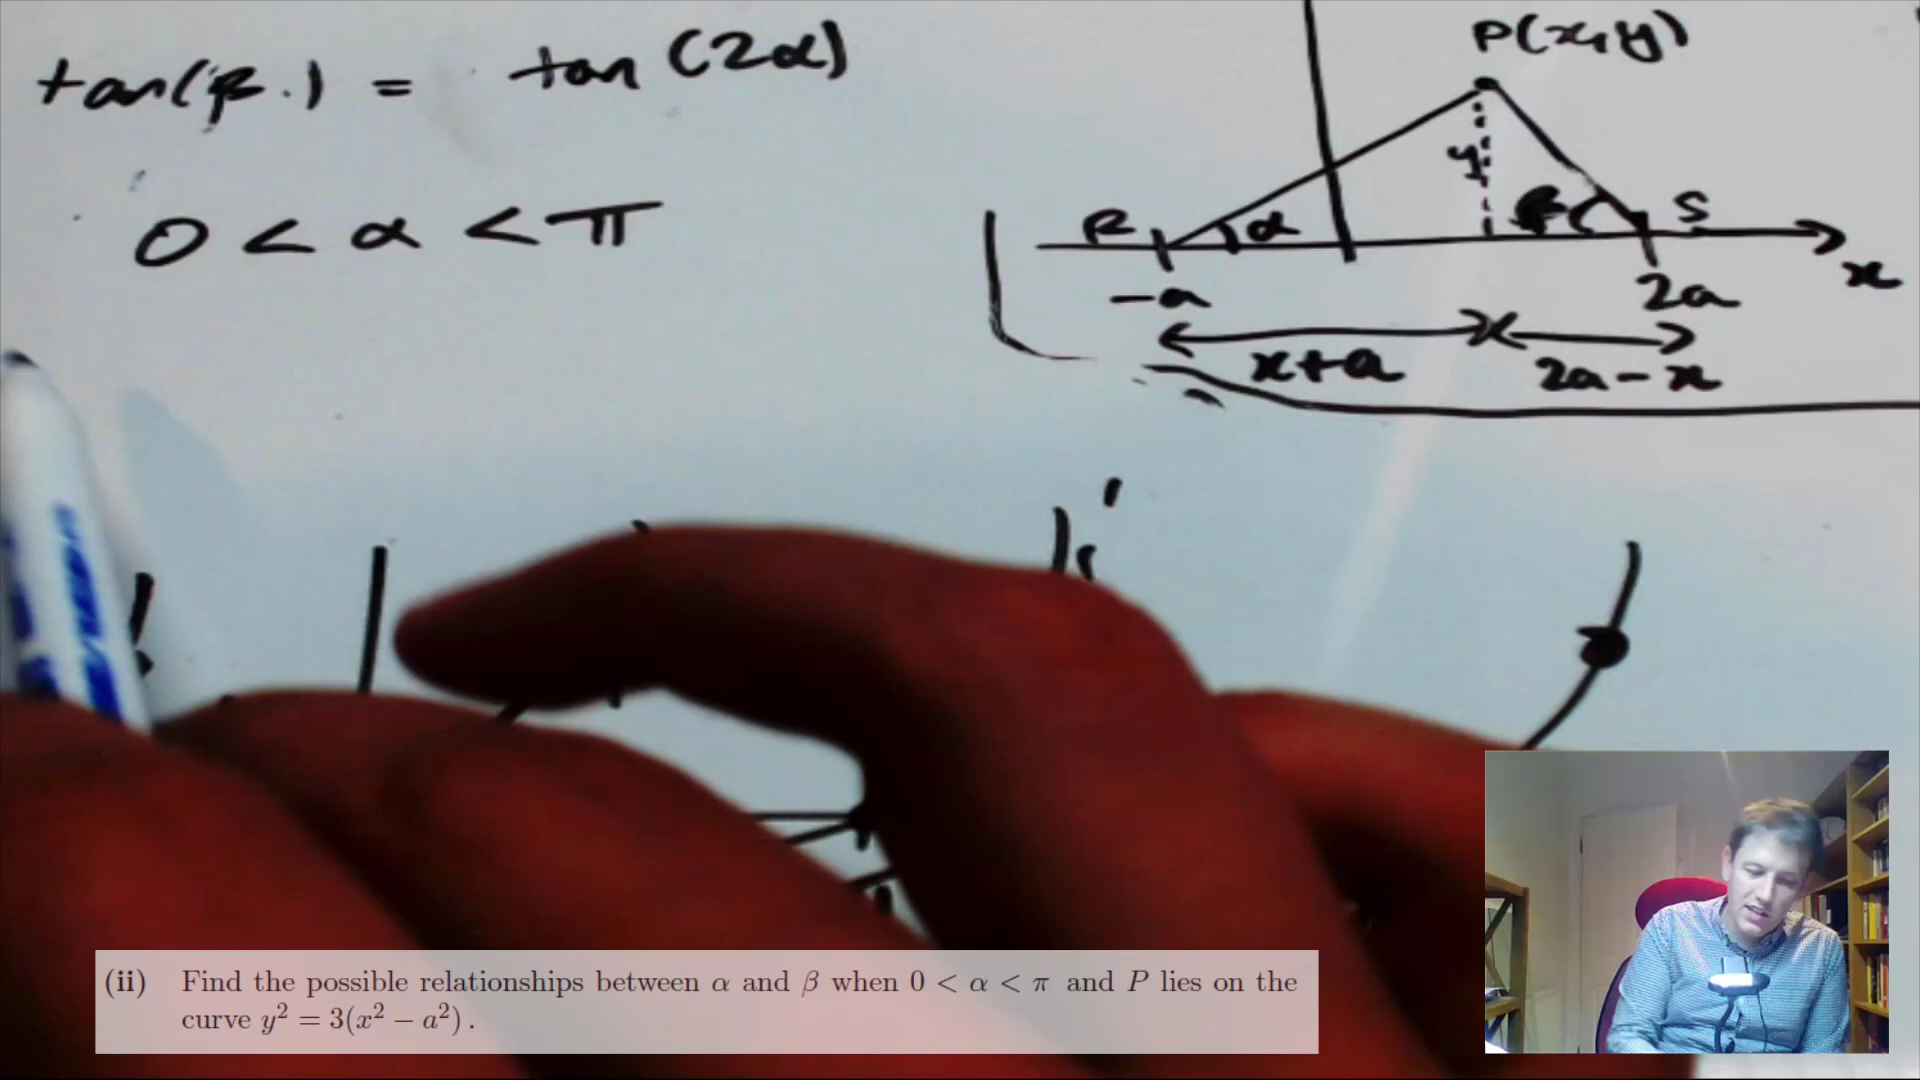 tan(β.) = tan(2α)
0 < α < π
P(x,y)
y
R
α
β
S
-a
2a
x
x+a
2a-x
(ii) Find the possible relationships between α and β when 0 < α < π and P lies on the
curve y² = 3(x² − a²).